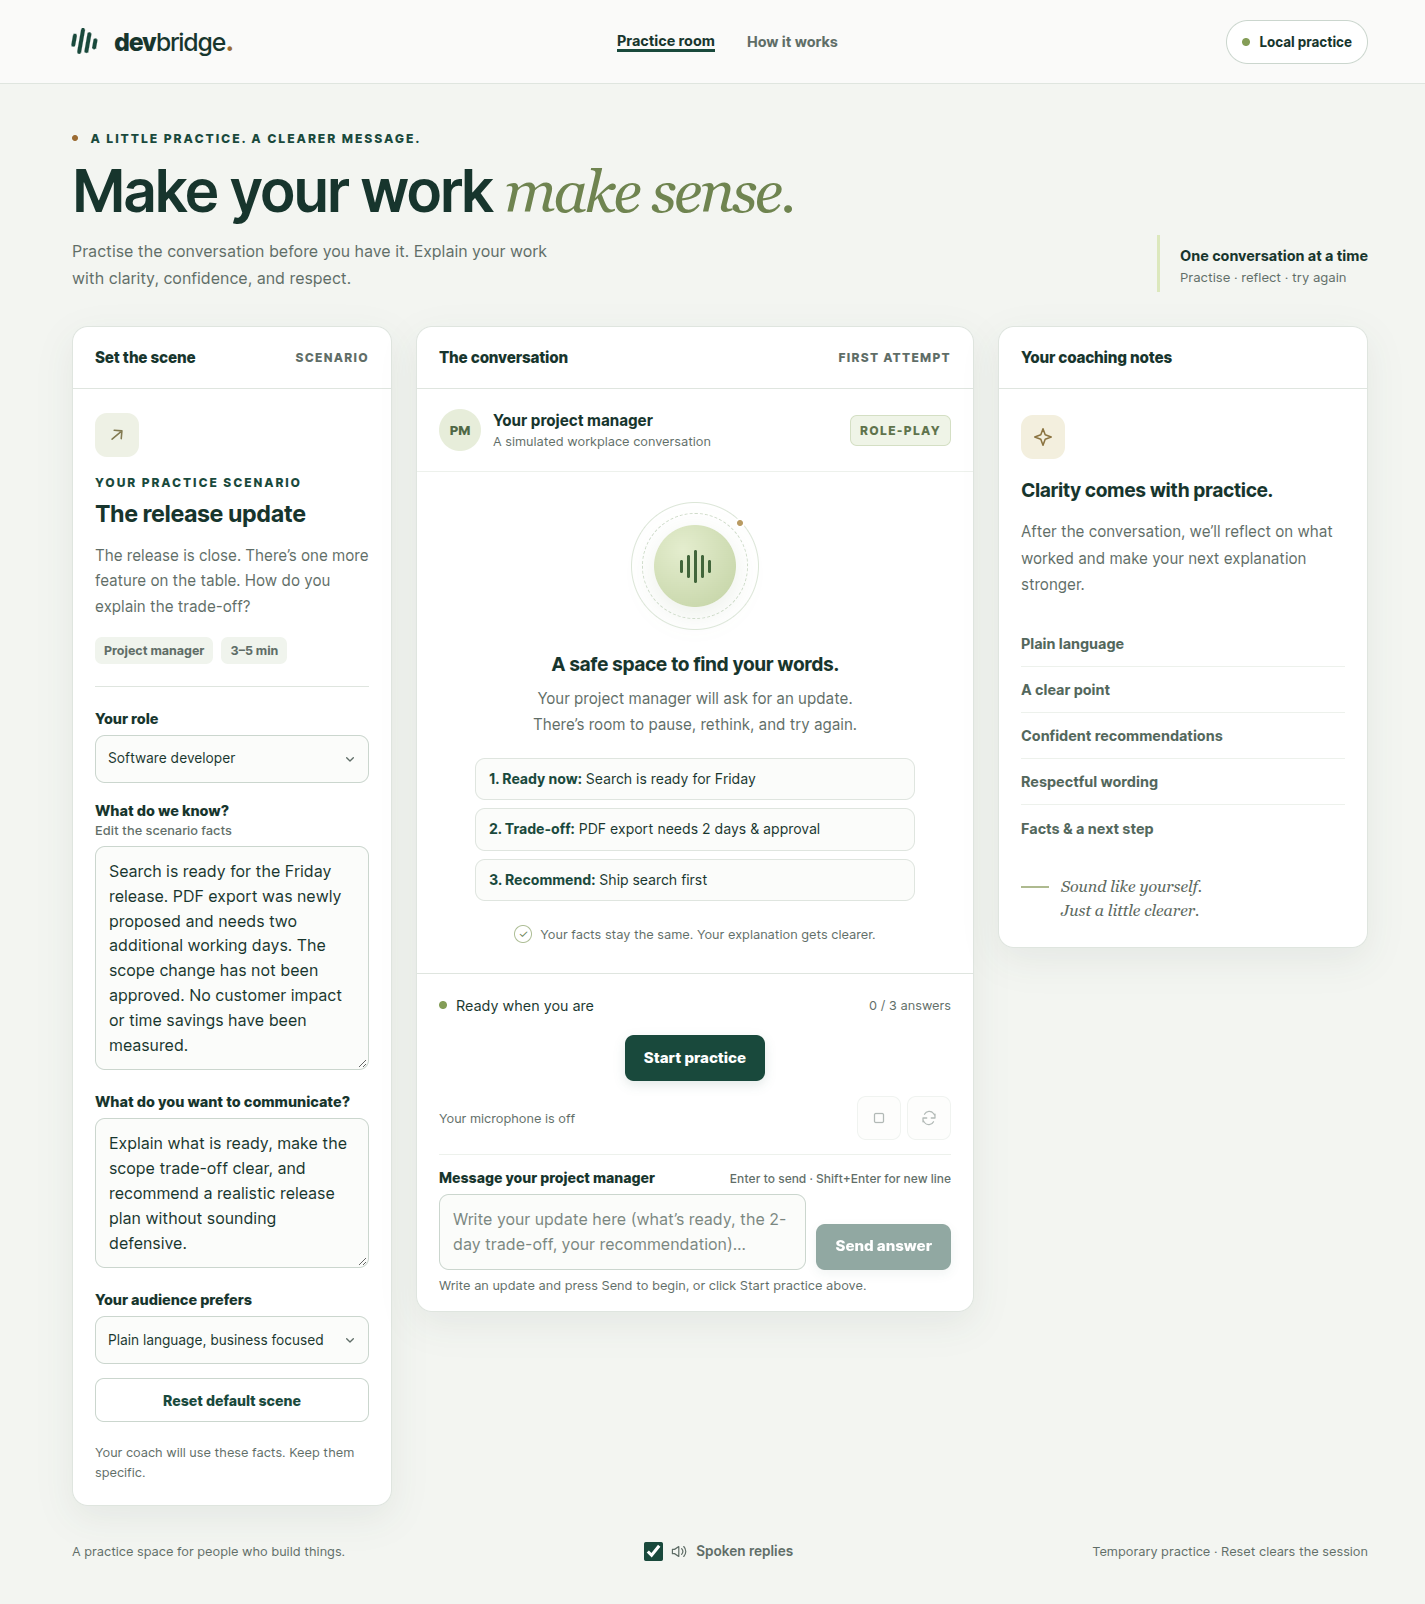 devbridge.
Practice room
How it works
Local practice
A LITTLE PRACTICE. A CLEARER MESSAGE.
Make your work make sense.
Practise the conversation before you have it. Explain your work
with clarity, confidence, and respect.
One conversation at a time
Practise · reflect · try again
Set the scene
SCENARIO
YOUR PRACTICE SCENARIO
The release update
The release is close. There’s one more
feature on the table. How do you
explain the trade-off?
Project manager
3–5 min
Your role
Software developer
What do we know?
Edit the scenario facts
Search is ready for the Friday
release. PDF export was newly
proposed and needs two
additional working days. The
scope change has not been
approved. No customer impact
or time savings have been
measured.
What do you want to communicate?
Explain what is ready, make the
scope trade-off clear, and
recommend a realistic release
plan without sounding
defensive.
Your audience prefers
Plain language, business focused
Reset default scene
Your coach will use these facts. Keep them
specific.
The conversation
FIRST ATTEMPT
PM
Your project manager
A simulated workplace conversation
ROLE-PLAY
A safe space to find your words.
Your project manager will ask for an update.
There’s room to pause, rethink, and try again.
1. Ready now: Search is ready for Friday
2. Trade-off: PDF export needs 2 days & approval
3. Recommend: Ship search first
Your facts stay the same. Your explanation gets clearer.
Ready when you are
0 / 3 answers
Start practice
Your microphone is off
Message your project manager
Enter to send · Shift+Enter for new line
Write your update here (what’s ready, the 2-
day trade-off, your recommendation)...
Send answer
Write an update and press Send to begin, or click Start practice above.
Your coaching notes
Clarity comes with practice.
After the conversation, we’ll reflect on what
worked and make your next explanation
stronger.
Plain language
A clear point
Confident recommendations
Respectful wording
Facts & a next step
Sound like yourself.
Just a little clearer.
A practice space for people who build things.
Spoken replies
Temporary practice · Reset clears the session